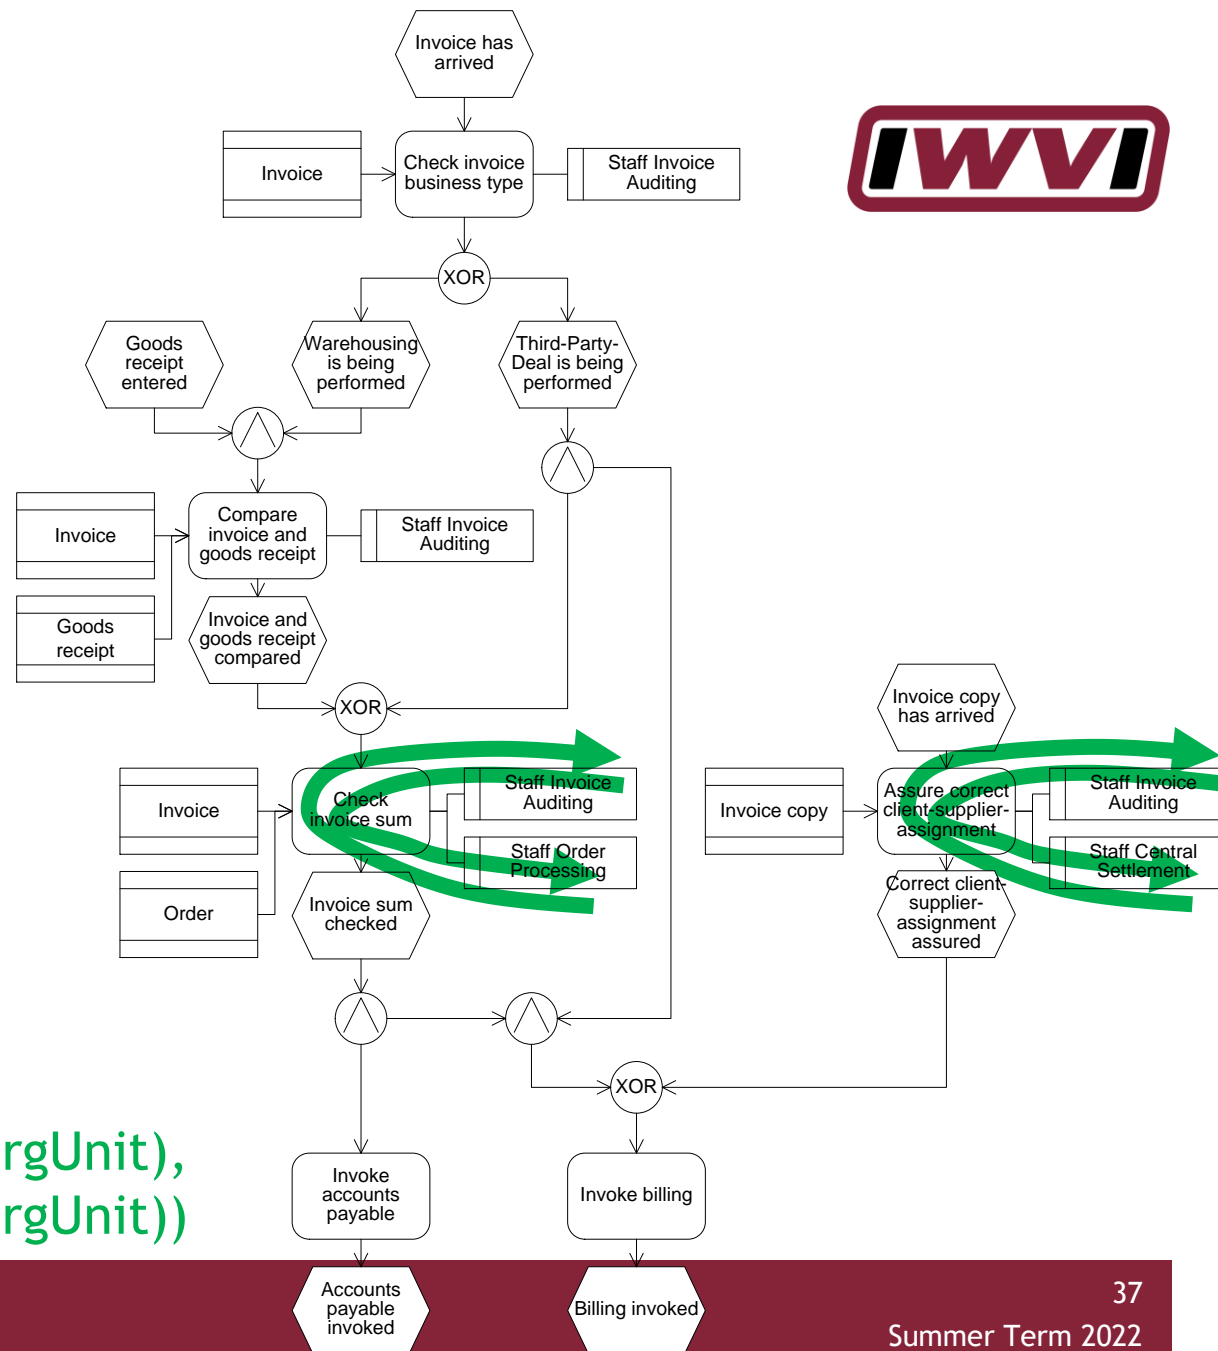 Invoice has
arrived
IWVI
Invoice
Check invoice
business type
Staff Invoice
Auditing
XOR
Goods
receipt
entered
Warehousing
is being
performed
Third-Party-
Deal is being
performed
Invoice
Compare
invoice and
goods receipt
Staff Invoice
Auditing
Goods
receipt
Invoice and
goods receipt
compared
XOR
Invoice copy
has arrived
Invoice
Check
invoice sum
Staff Invoice
Auditing
Staff Order
Processing
Invoice copy
Assure correct
client-supplier-
assignment
Staff Invoice
Auditing
Staff Central
Settlement
Order
Invoice sum
checked
Correct client-
supplier-
assignment
assured
XOR
rgUnit),
rgUnit))
Invoke
accounts
payable
Invoke billing
Accounts
payable
invoked
Billing invoked
37
Summer Term 2022